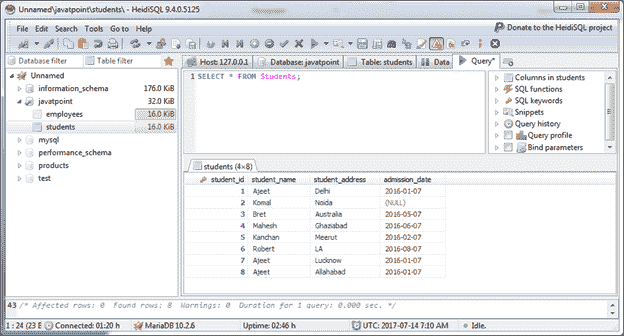 Unnamed\javatpoint\students\ - HeidiSQL 9.4.0.5125
File Edit Search Tools Go to Help
Donate to the HeidiSQL project
Database filter Table filter
Host: 127.0.0.1 Database: javatpoint Table: students Data Query*
Unnamed
information_schema 176.0 KiB
javatpoint 32.0 KiB
employees 16.0 KiB
students 16.0 KiB
mysql
performance_schema
products
test
1 SELECT * FROM Students;
Columns in students
SQL functions
SQL keywords
Snippets
Query history
Query profile
Bind parameters
students (4×8)
student_id student_name student_address admission_date
1 Ajeet Delhi 2016-01-07
2 Komal Noida (NULL)
3 Bret Australia 2016-05-07
4 Mahesh Ghaziabad 2016-06-07
5 Kanchan Meerut 2016-02-07
6 Robert LA 2016-08-07
7 Ajeet Lucknow 2016-01-07
8 Ajeet Allahabad 2016-01-07
43 /* Affected rows: 0 Found rows: 8 Warnings: 0 Duration for 1 query: 0.000 sec. */
1 : 24 (23 B Connected: 01:20 h MariaDB 10.2.6 Uptime: 02:46 h UTC: 2017-07-14 7:10 AM Idle.